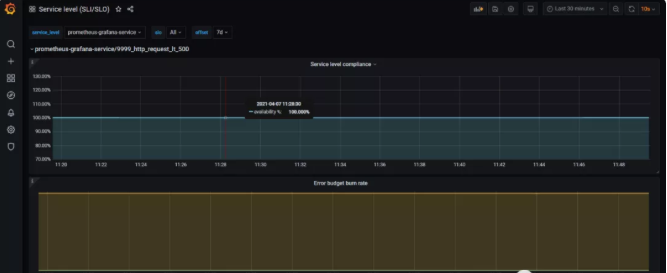 Service level (SLI/SLO)
Last 30 minutes
10s
service_level prometheus-grafana-service slo All offset 7d
prometheus-grafana-service/9999_http_request_lt_500
Service level compliance
130.00%
120.00%
110.00%
100.00%
90.00%
80.00%
70.00%
2021-04-07 11:28:30
availability % 100.000%
11:20 11:22 11:24 11:26 11:28 11:30 11:32 11:34 11:36 11:38 11:40 11:42 11:44 11:46 11:48
Error budget burn rate